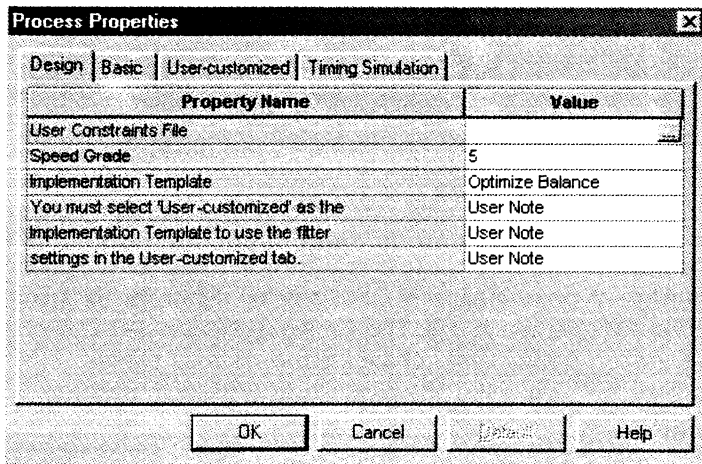 Process Properties
Design Basic User-customized Timing Simulation
Property Name Value
User Constraints File ...
Speed Grade 5
Implementation Template Optimize Balance
You must select 'User-customized' as the User Note
Implementation Template to use the fitter User Note
settings in the User-customized tab. User Note
OK Cancel Default Help